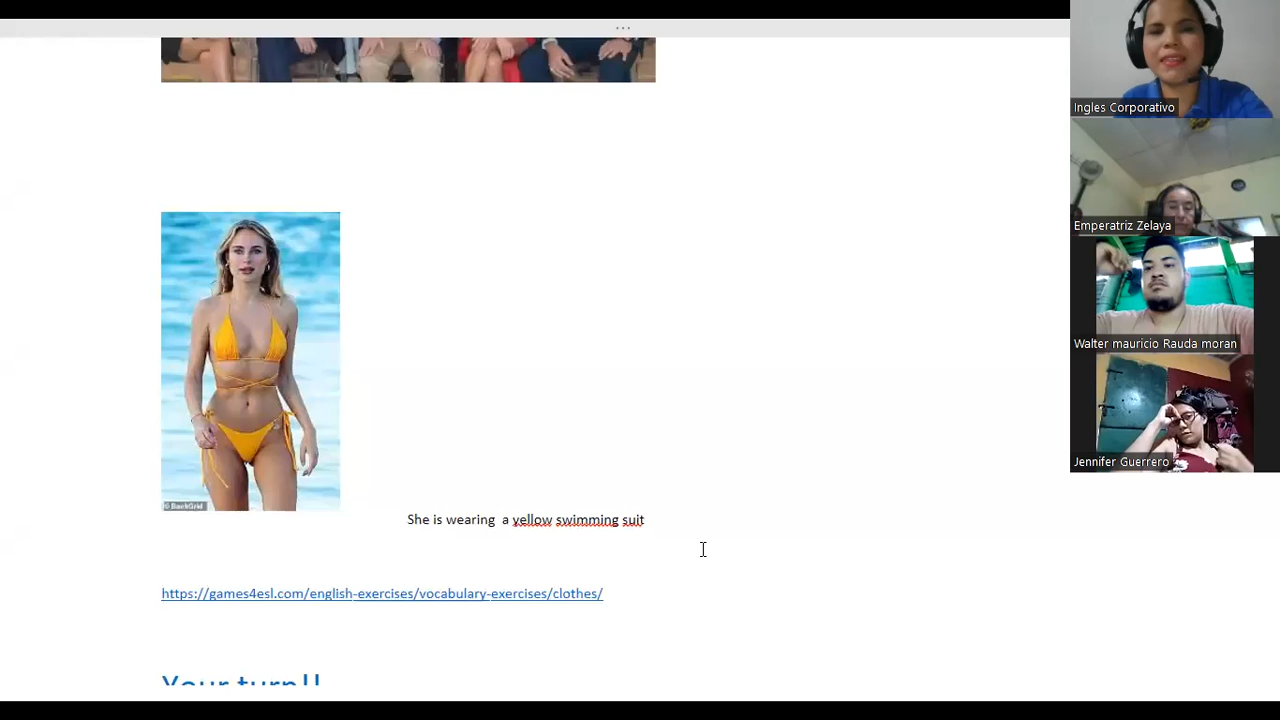 Ingles Corporativo
Emperatriz Zelaya
Walter mauricio Rauda moran
Jennifer Guerrero
© BackGrid
She is wearing  a yellow swimming suit
https://games4esl.com/english-exercises/vocabulary-exercises/clothes/
Your turn!!